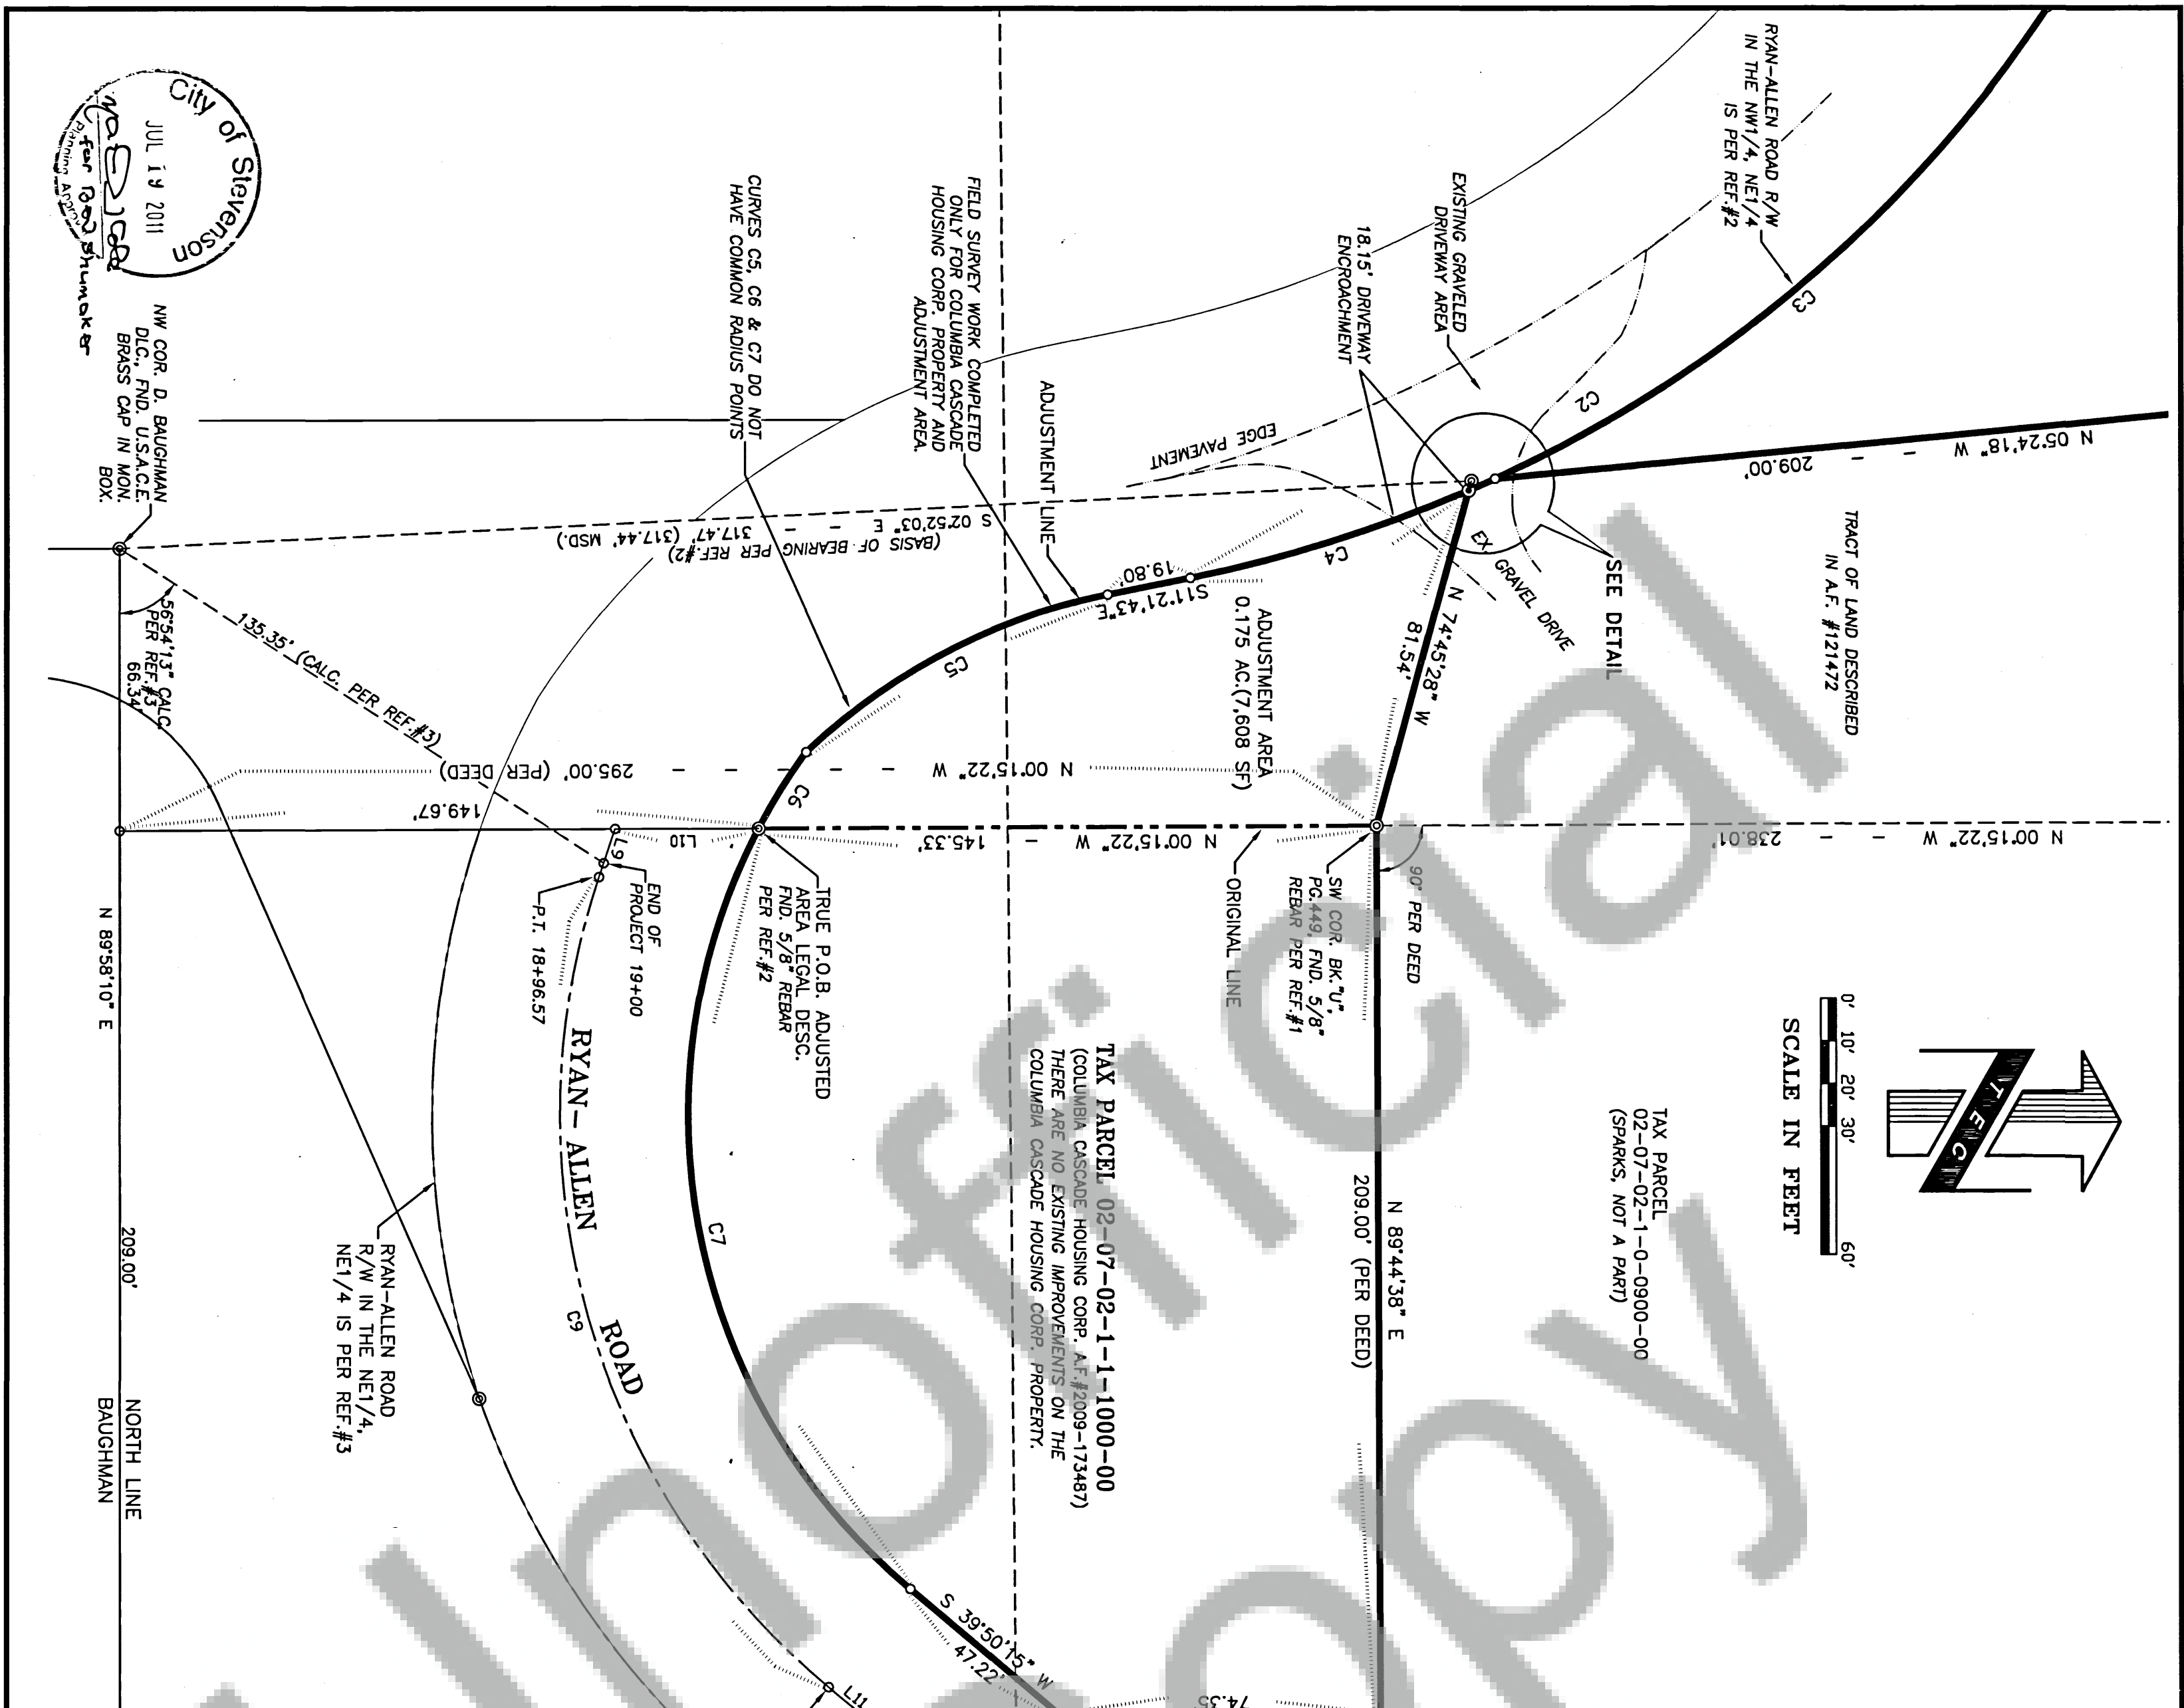 RYAN-ALLEN ROAD R/W
IN THE NW1/4, NE1/4
IS PER REF.#2
C3
EXISTING GRAVELED
DRIVEWAY AREA
18.15' DRIVEWAY
ENCROACHMENT
C2
N 05°24'18" W - - 209.00'
TRACT OF LAND DESCRIBED
IN A.F. #121472
SEE DETAIL
EX GRAVEL DRIVE
EDGE PAVEMENT
C4
N 74°45'28" W
81.54'
FIELD SURVEY WORK COMPLETED
ONLY FOR COLUMBIA CASCADE
HOUSING CORP. PROPERTY AND
ADJUSTMENT AREA.
ADJUSTMENT LINE
CURVES C5, C6 & C7 DO NOT
HAVE COMMON RADIUS POINTS
S 02°52'03" E - - 317.47' (317.44' MSD.)
(BASIS OF BEARING PER REF.#2)
S11°21'43"E
19.80'
ADJUSTMENT AREA
0.175 AC.(7,608 SF)
C5
C6
City of Stevenson
JUL 19 2011
for Ben Shumaker
Planning
NW COR. D. BAUGHMAN
DLC., FND. U.S.A.C.E.
BRASS CAP IN MON.
BOX.
56°54'13" CALC.
PER REF.#3
66.34'
135.35' (CALC. PER REF.#3)
N 00°15'22" W - - - - - 295.00' (PER DEED)
149.67'
L10
N 00°15'22" W - 145.33'
N 00°15'22" W - - 238.01'
L9
END OF
PROJECT 19+00
P.T. 18+96.57
TRUE P.O.B. ADJUSTED
AREA LEGAL DESC.
FND. 5/8" REBAR
PER REF.#2
ORIGINAL LINE
SW COR. BK."U",
PG.449, FND. 5/8"
REBAR PER REF.#1
90° PER DEED
0' 10' 20' 30' 60'
SCALE IN FEET
TEC
TAX PARCEL
02-07-02-1-0-0900-00
(SPARKS, NOT A PART)
N 89°44'38" E
209.00' (PER DEED)
TAX PARCEL 02-07-02-1-1-1000-00
(COLUMBIA CASCADE HOUSING CORP. A.F.#2009-173487)
THERE ARE NO EXISTING IMPROVEMENTS ON THE
COLUMBIA CASCADE HOUSING CORP. PROPERTY.
C7
RYAN-ALLEN ROAD
C9
RYAN-ALLEN ROAD
R/W IN THE NE1/4,
NE1/4 IS PER REF.#3
N 89°58'10" E
209.00'
NORTH LINE
BAUGHMAN
S 39°50'15" W
47.22'
L11
74.35
Unofficial
Copy